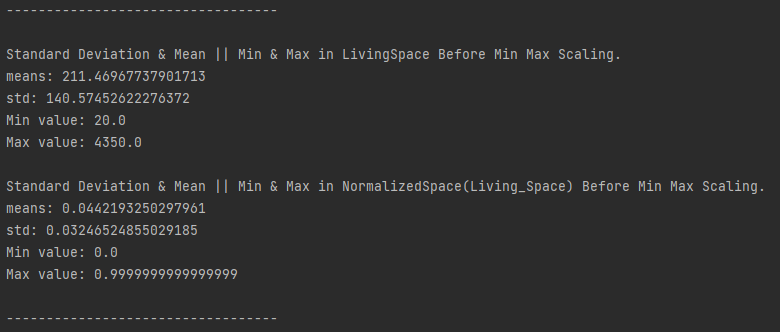 ----------------------------------
Standard Deviation & Mean || Min & Max in LivingSpace Before Min Max Scaling.
means: 211.46967737901713
std: 140.57452622276372
Min value: 20.0
Max value: 4350.0
Standard Deviation & Mean || Min & Max in NormalizedSpace(Living_Space) Before Min Max Scaling.
means: 0.0442193250297961
std: 0.03246524855029185
Min value: 0.0
Max value: 0.9999999999999999
----------------------------------